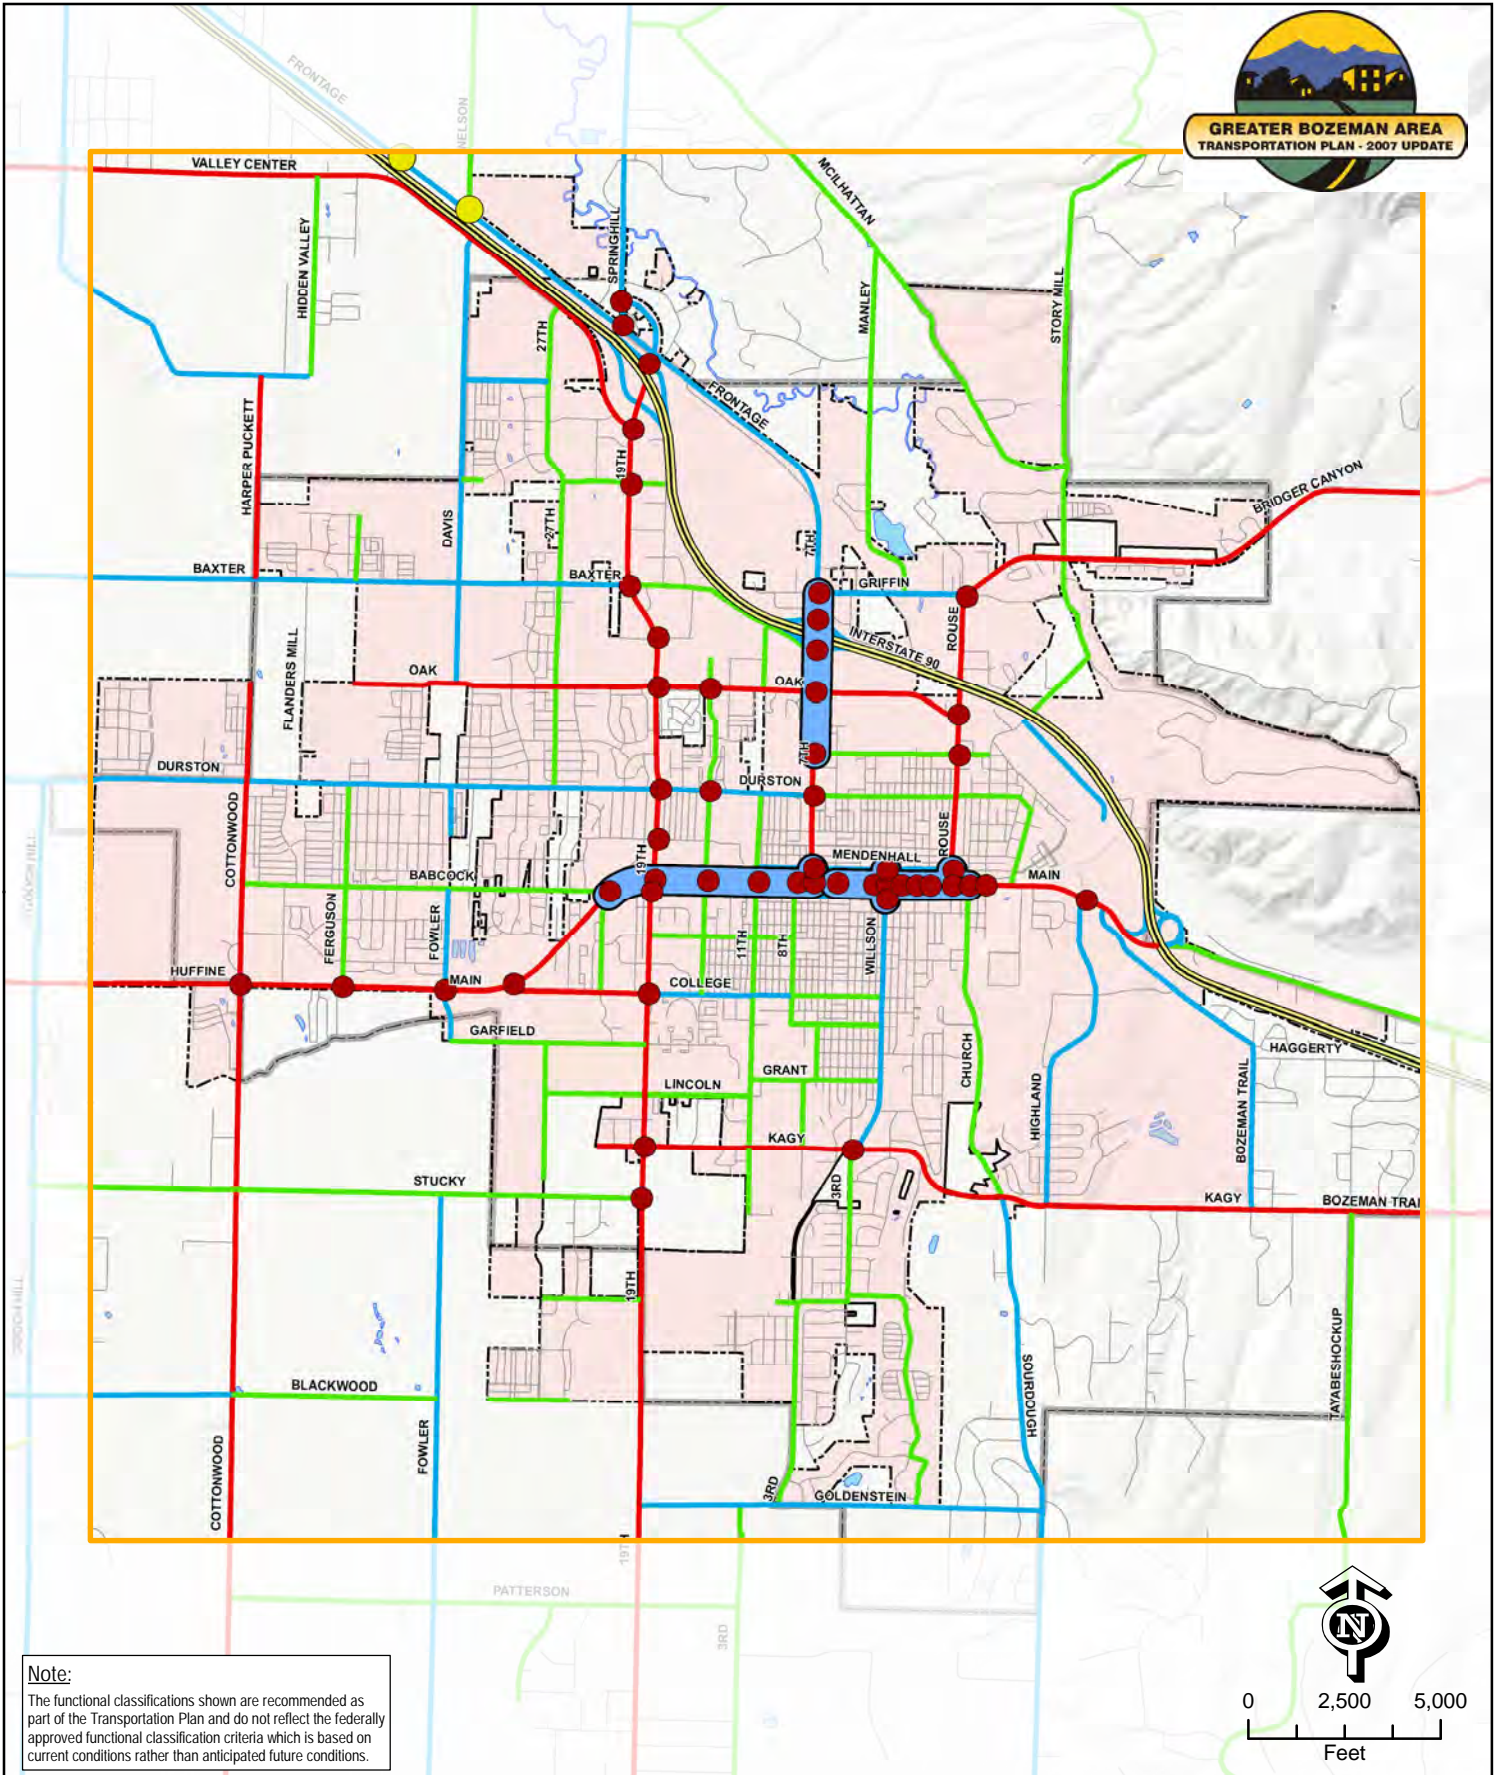 FRONTAGE
NELSON
GREATER BOZEMAN AREA
TRANSPORTATION PLAN - 2007 UPDATE
VALLEY CENTER
MCILHATTAN
HIDDEN VALLEY
SPRINGHILL
MANLEY
STORY MILL
27TH
FRONTAGE
HARPER PUCKETT
19TH
BRIDGER CANYON
DAVIS
27TH
7TH
BAXTER
BAXTER
GRIFFIN
ROUSE
INTERSTATE 90
FLANDERS MILL
OAK
OAK
7TH
DURSTON
DURSTON
COTTONWOOD
ROUSE
19TH
MENDENHALL
BABCOCK
MAIN
FERGUSON
FOWLER
11TH
8TH
WILLSON
HUFFINE
MAIN
COLLEGE
GARFIELD
CHURCH
HAGGERTY
GRANT
LINCOLN
HIGHLAND
BOZEMAN TRAIL
KAGY
STUCKY
3RD
KAGY
BOZEMAN TRAI
19TH
GOOCH HILL
TAYABESHOCKUP
SOURDOUGH
BLACKWOOD
FOWLER
COTTONWOOD
3RD
GOLDENSTEIN
19TH
PATTERSON
3RD
N
Note:
The functional classifications shown are recommended as
part of the Transportation Plan and do not reflect the federally
approved functional classification criteria which is based on
current conditions rather than anticipated future conditions.
0 2,500 5,000
Feet